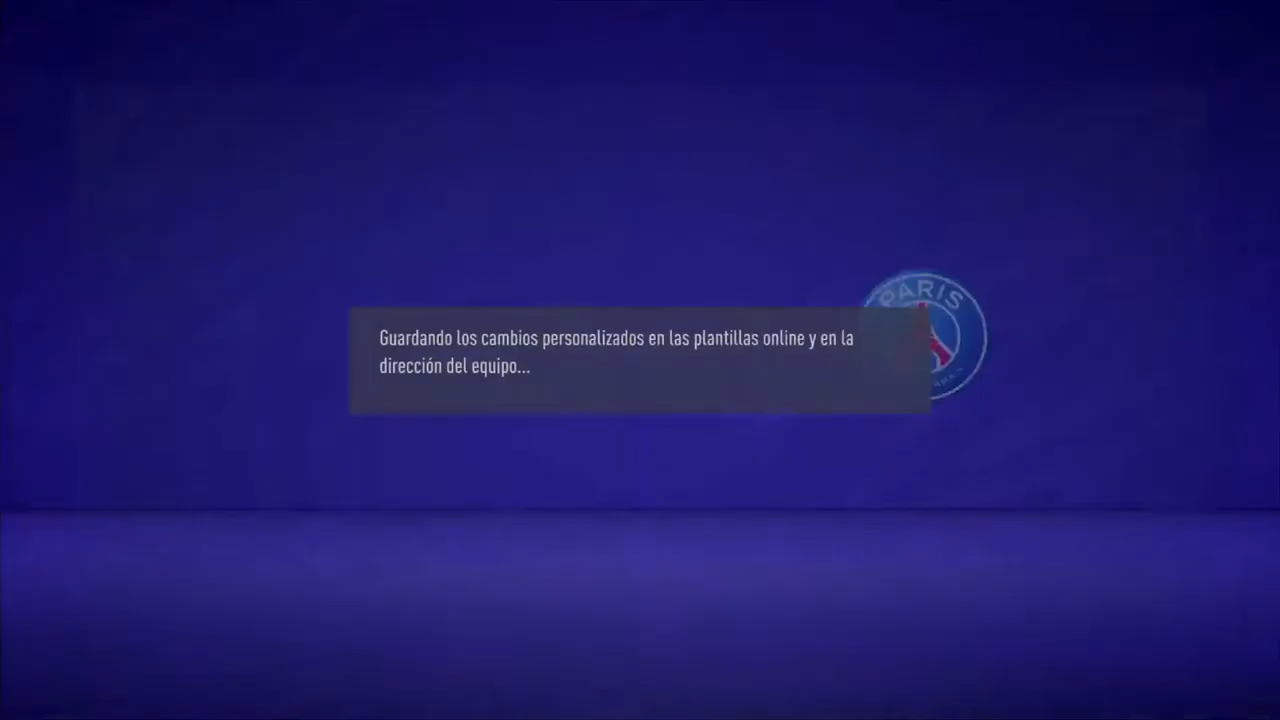 PARIS
Guardando los cambios personalizados en las plantillas online y en la
dirección del equipo...